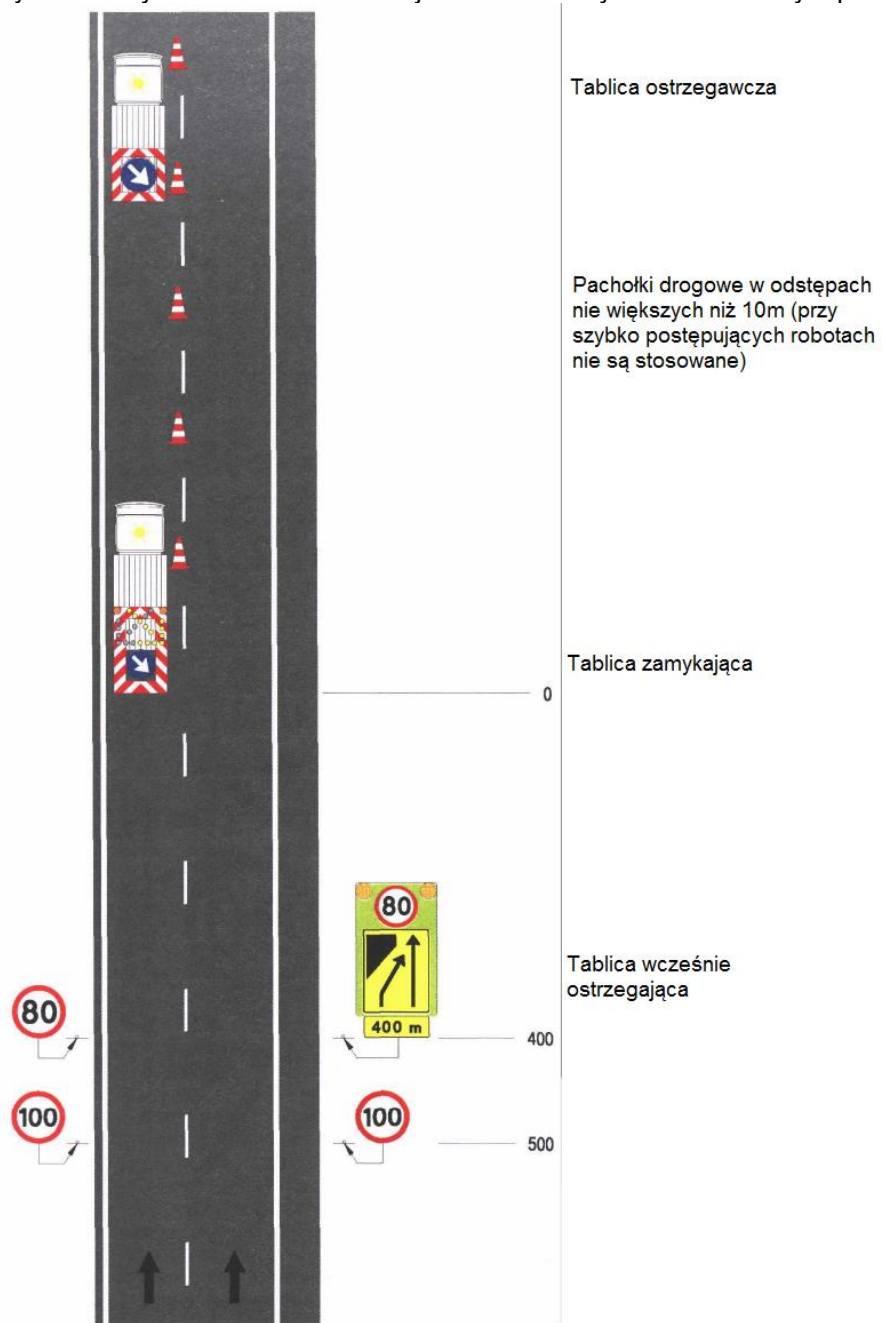 Tablica ostrzegawcza
Pachołki drogowe w odstępach
nie większych niż 10m (przy
szybko postępujących robotach
nie są stosowane)
Tablica zamykająca
0
80
Tablica wcześnie
ostrzegająca
80
400 m
400
100
100
500